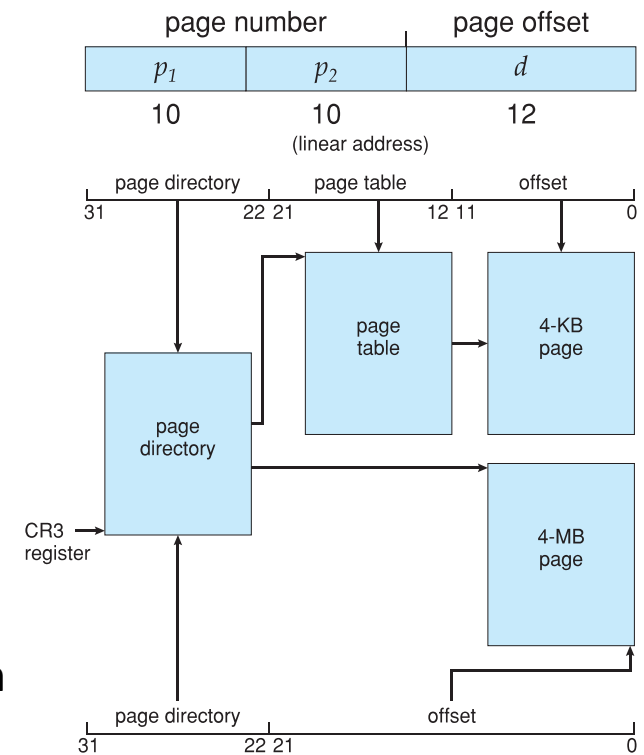 page number page offset
p1 p2 d
10 10 12
(linear address)
page directory page table offset
31 22 21 12 11 0
page
table
4-KB
page
page
directory
CR3
register
4-MB
page
n
page directory offset
31 22 21 0